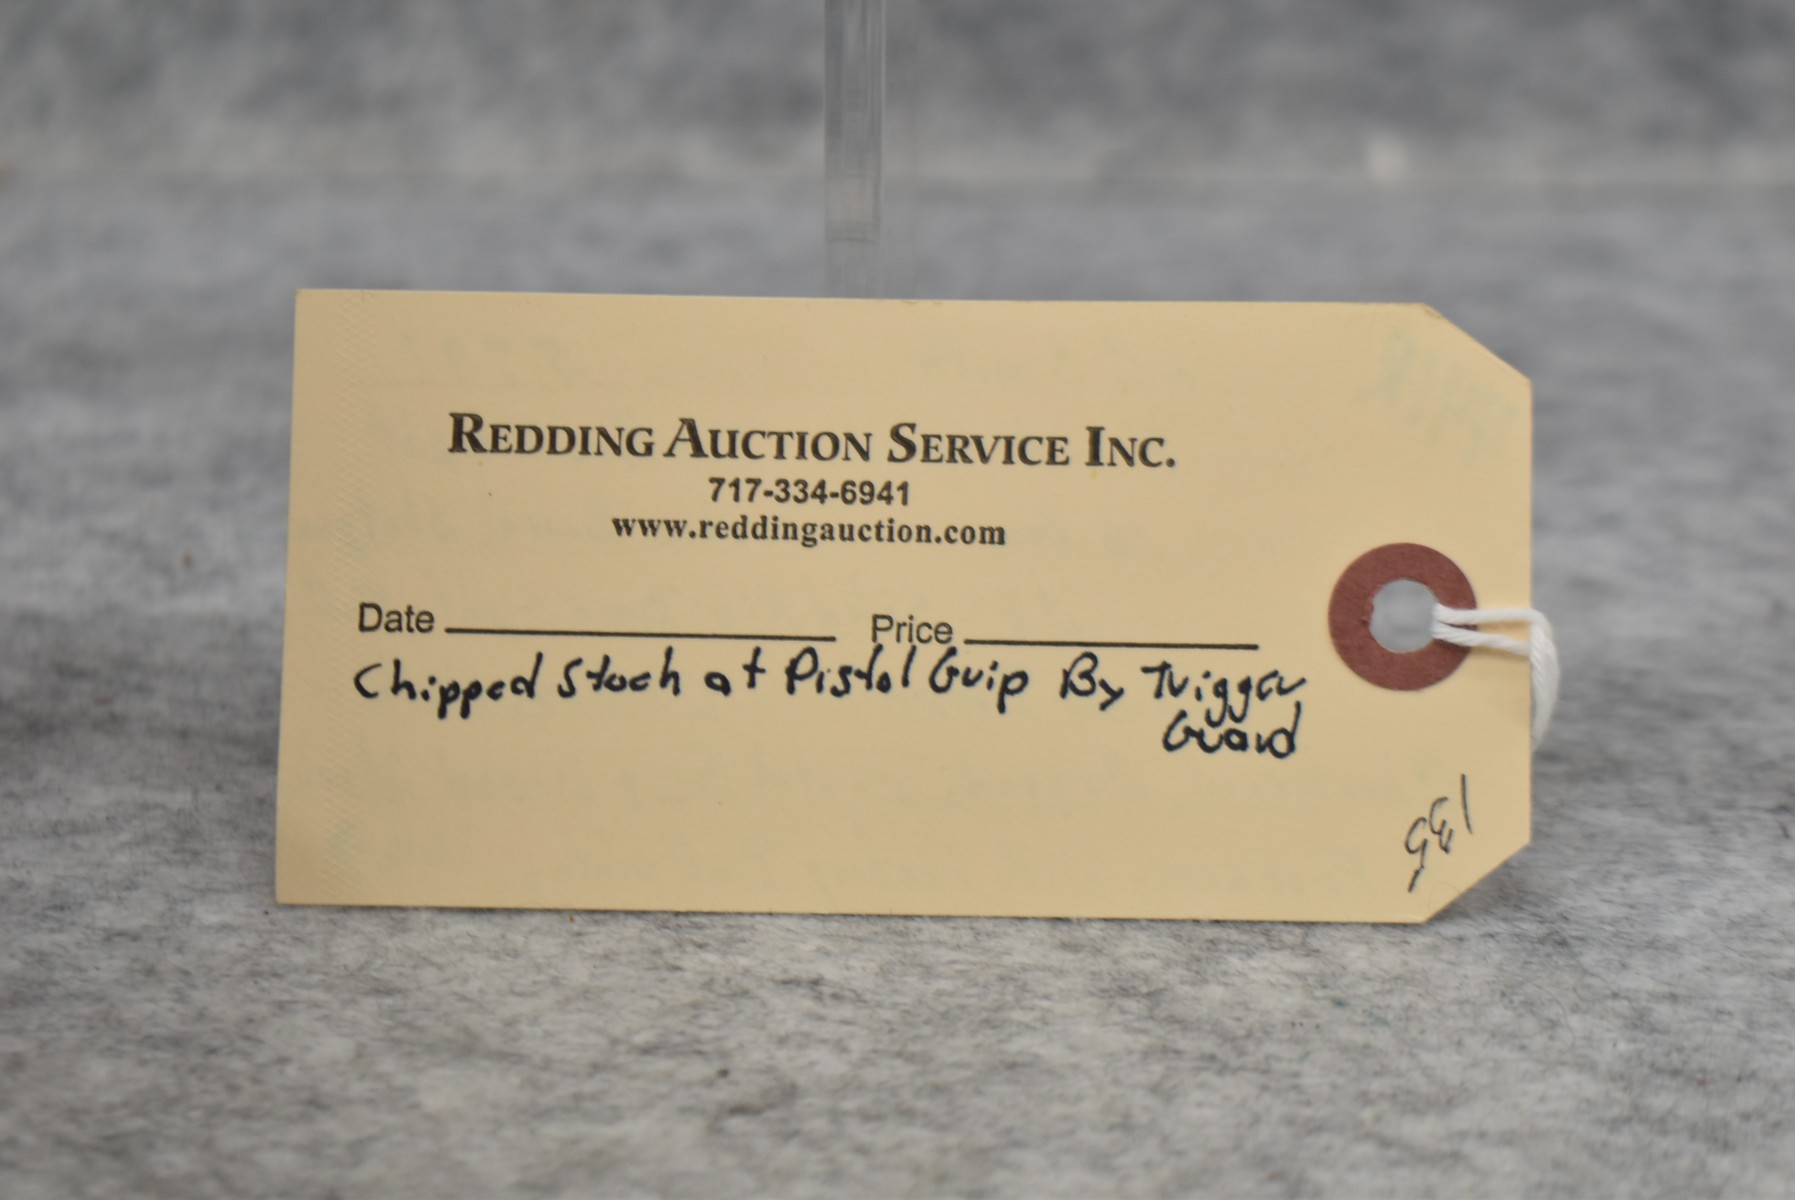 REDDING AUCTION SERVICE INC.
717-334-6941
www.reddingauction.com
Date Price
Chipped Stock at Pistol Grip By Trigger
Guard
135